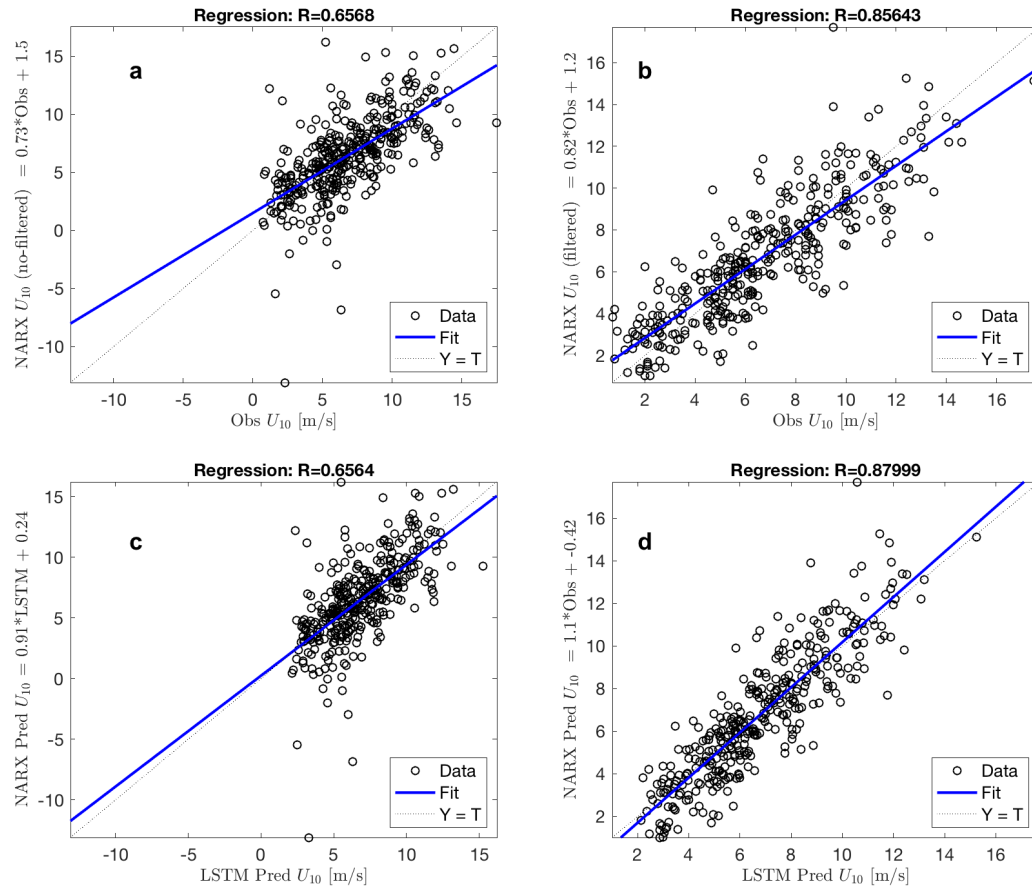 Regression: R=0.6568
a
NARX U10 (no-filtered) = 0.73*Obs + 1.5
15
10
5
0
-5
-10
-10
-5
0
5
10
15
Obs U10 [m/s]
Data
Fit
Y = T
Regression: R=0.85643
b
NARX U10 (filtered) = 0.82*Obs + 1.2
16
14
12
10
8
6
4
2
2
4
6
8
10
12
14
16
Obs U10 [m/s]
Data
Fit
Y = T
Regression: R=0.6564
c
NARX Pred U10 = 0.91*LSTM + 0.24
15
10
5
0
-5
-10
-10
-5
0
5
10
15
LSTM Pred U10 [m/s]
Data
Fit
Y = T
Regression: R=0.87999
d
NARX Pred U10 = 1.1*Obs + -0.42
16
14
12
10
8
6
4
2
2
4
6
8
10
12
14
16
LSTM Pred U10 [m/s]
Data
Fit
Y = T